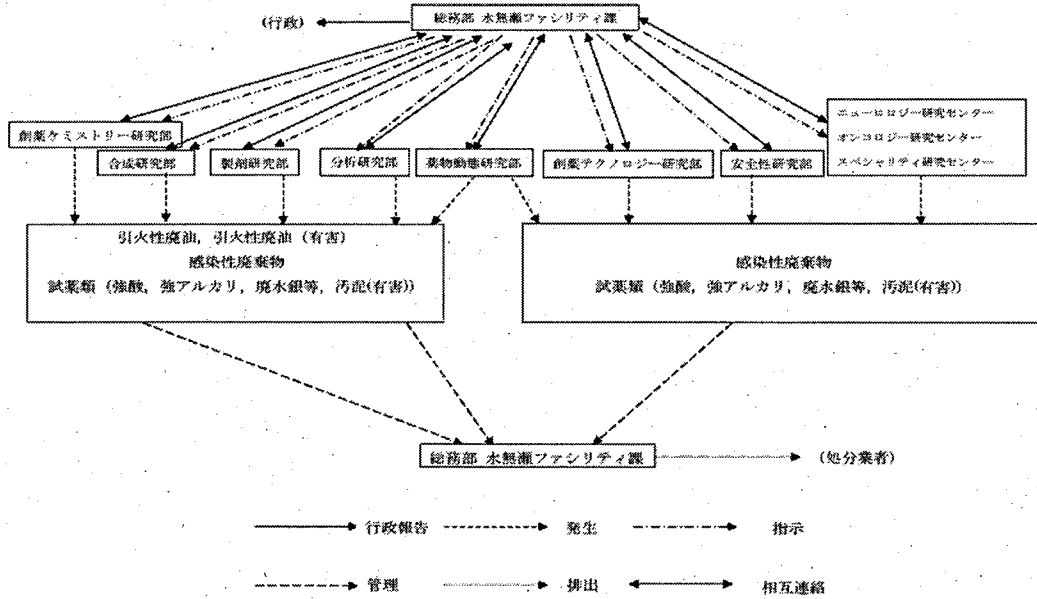 (行政)
総務部 水無瀬ファシリティ課
創薬ケミストリー研究部
合成研究部
製剤研究部
分析研究部
薬物動態研究部
創薬テクノロジー研究部
安全性研究部
ニューロロジー研究センター
オンコロジー研究センター
スペシャリティ研究センター
引火性廃油, 引火性廃油 (有害)
感染性廃棄物
試薬類 (強酸, 強アルカリ, 廃水銀等, 汚泥(有害))
感染性廃棄物
試薬類 (強酸, 強アルカリ, 廃水銀等, 汚泥(有害))
総務部 水無瀬ファシリティ課
(処分業者)
行政報告
発生
指示
管理
排出
相互連絡